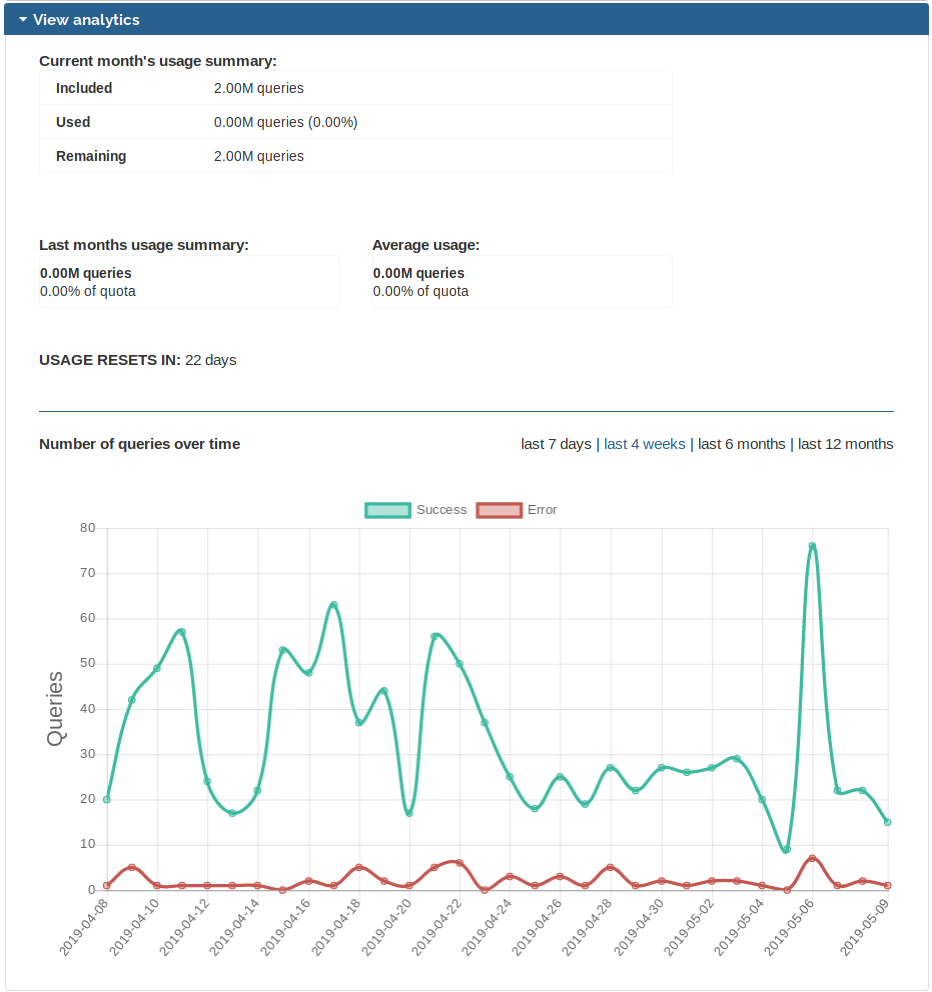 View analytics
Current month's usage summary:
Included 2.00M queries
Used 0.00M queries (0.00%)
Remaining 2.00M queries
Last months usage summary: Average usage:
0.00M queries 0.00M queries
0.00% of quota 0.00% of quota
USAGE RESETS IN: 22 days
Number of queries over time last 7 days | last 4 weeks | last 6 months | last 12 months
Success Error
80
70
60
50
40
30
20
10
0
Queries
2019-04-08 2019-04-10 2019-04-12 2019-04-14 2019-04-16 2019-04-18 2019-04-20 2019-04-22 2019-04-24 2019-04-26 2019-04-28 2019-04-30 2019-05-02 2019-05-04 2019-05-06 2019-05-09